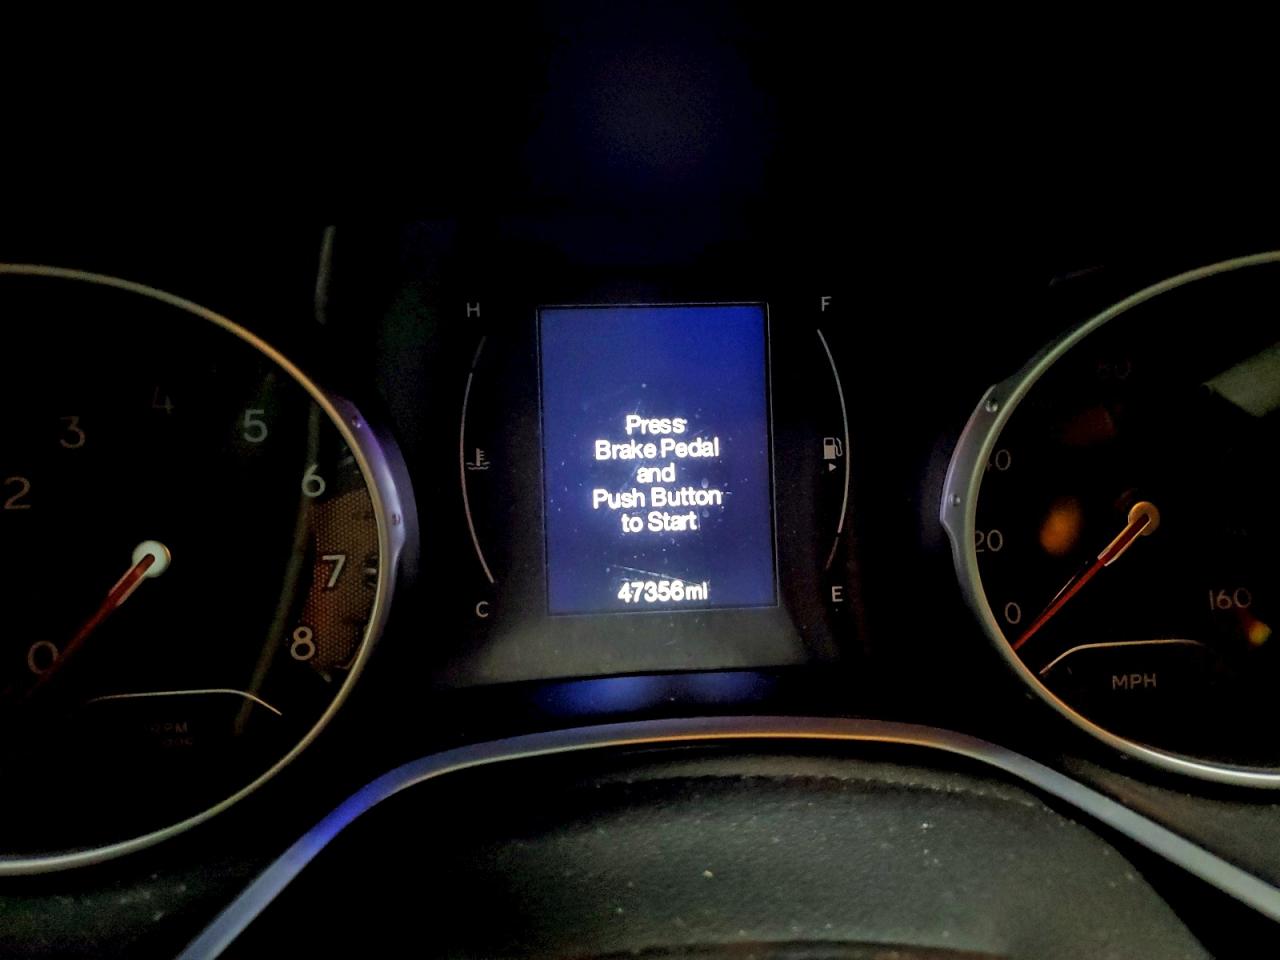 H
F
Press
Brake Pedal
and
Push Button
to Start
47356mi
C
E
0
2
3
4
5
6
7
8
RPM
0
20
40
160
MPH